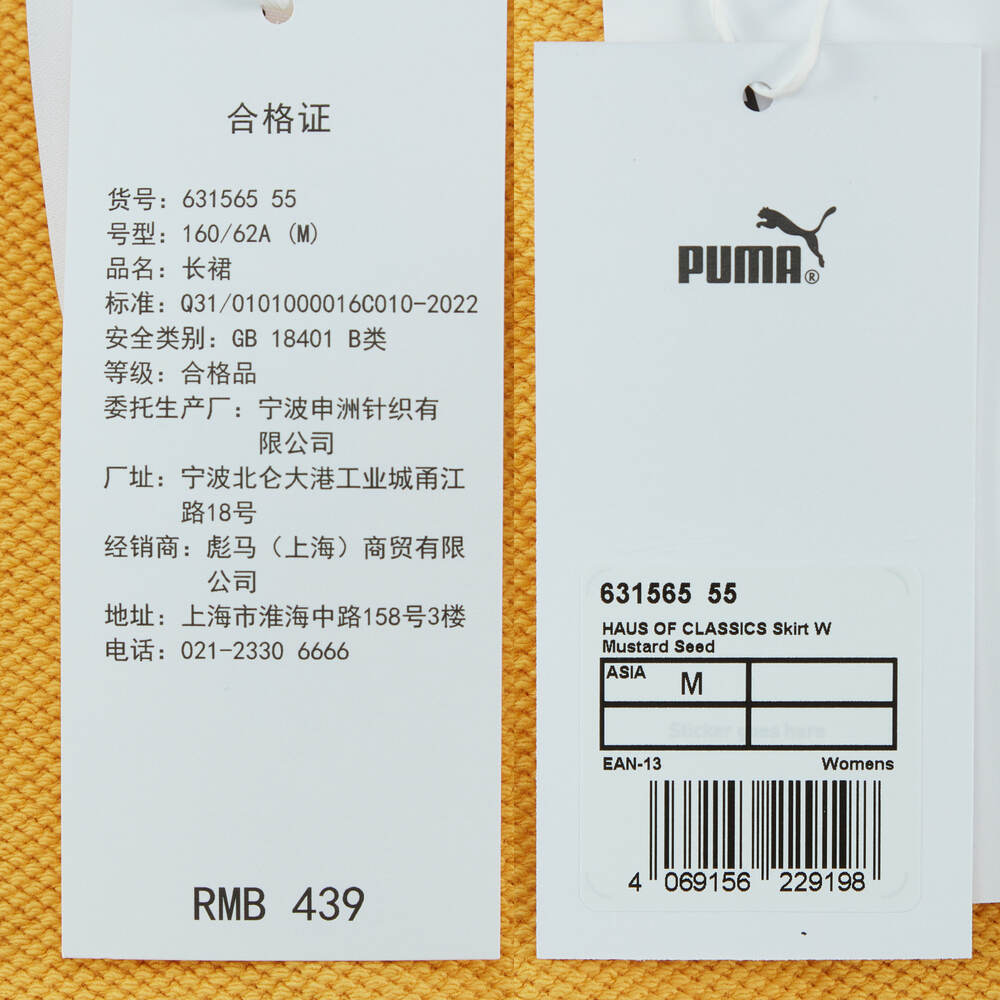 合格证
货号：631565 55
号型：160/62A (M)
品名：长裙
标准：Q31/0101000016C010-2022
安全类别：GB 18401 B类
等级：合格品
委托生产厂：宁波申洲针织有
限公司
厂址：宁波北仑大港工业城甬江
路18号
经销商：彪马（上海）商贸有限
公司
地址：上海市淮海中路158号3楼
电话：021-2330 6666
RMB 439
PUMA®
631565 55
HAUS OF CLASSICS Skirt W
Mustard Seed
ASIA M
Sticker goes here
EAN-13 Womens
4 069156 229198